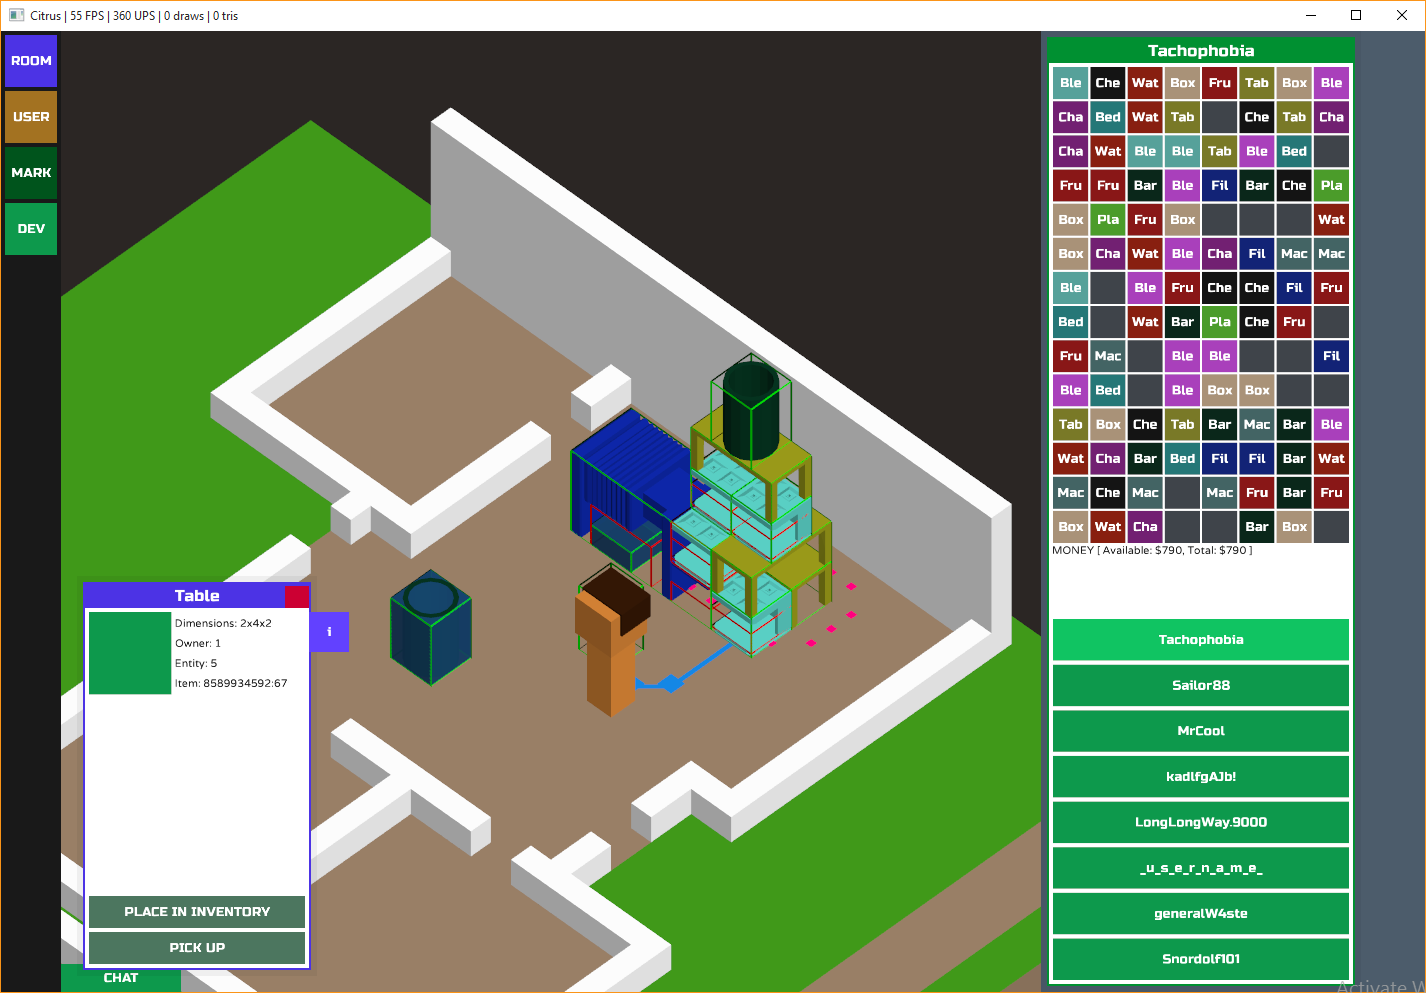 Citrus | 55 FPS | 360 UPS | 0 draws | 0 tris
ROOM
USER
MARK
DEV
Table
Dimensions: 2x4x2
Owner: 1
Entity: 5
Item: 8589934592:67
i
PLACE IN INVENTORY
PICK UP
CHAT
Tachophobia
Ble Che Wat Box Fru Tab Box Ble
Cha Bed Wat Tab Che Tab Cha
Cha Wat Ble Ble Tab Ble Bed
Fru Fru Bar Ble Fil Bar Che Pla
Box Pla Fru Box Wat
Box Cha Wat Ble Cha Fil Mac Mac
Ble Ble Fru Che Che Fil Fru
Bed Wat Bar Pla Che Fru
Fru Mac Ble Ble Fil
Ble Bed Ble Box Box
Tab Box Che Tab Bar Mac Bar Ble
Wat Cha Bar Bed Fil Fil Bar Wat
Mac Che Mac Mac Fru Bar Fru
Box Wat Cha Bar Box
MONEY [ Available: $790, Total: $790 ]
Tachophobia
Sailor88
MrCool
kadlfgAJb!
LongLongWay.9000
_u_s_e_r_n_a_m_e_
generalW4ste
Snordolf101
Activate W